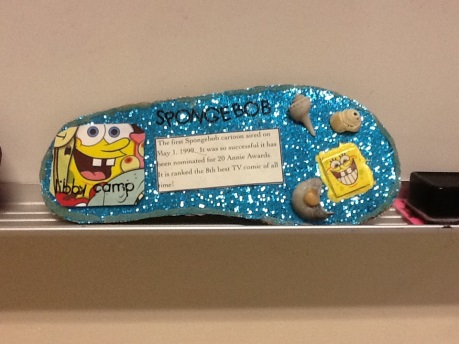 SPONGEBOB
The first Spongebob cartoon aired on
May 1, 1999. It was so successful it has
been nominated for 20 Annie Awards.
It is ranked the 8th best TV comic of all
time!
libby camp